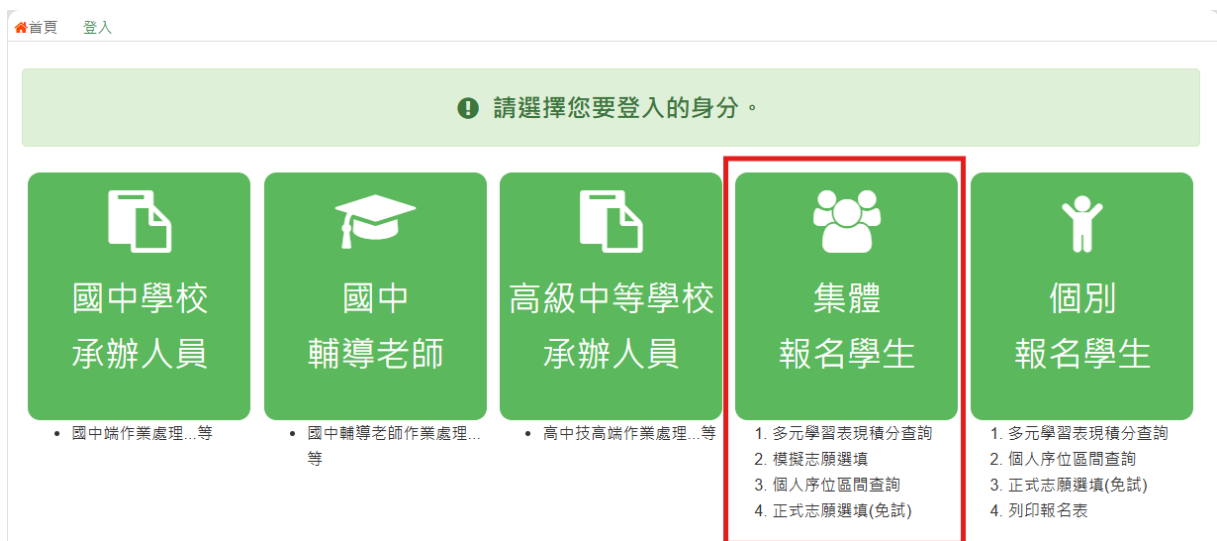 首頁 登入
請選擇您要登入的身分。
國中學校
承辦人員
國中
輔導老師
高級中等學校
承辦人員
集體
報名學生
個別
報名學生
• 國中端作業處理...等
• 國中輔導老師作業處理...
等
• 高中技高端作業處理...等
1. 多元學習表現積分查詢
2. 模擬志願選填
3. 個人序位區間查詢
4. 正式志願選填(免試)
1. 多元學習表現積分查詢
2. 個人序位區間查詢
3. 正式志願選填(免試)
4. 列印報名表